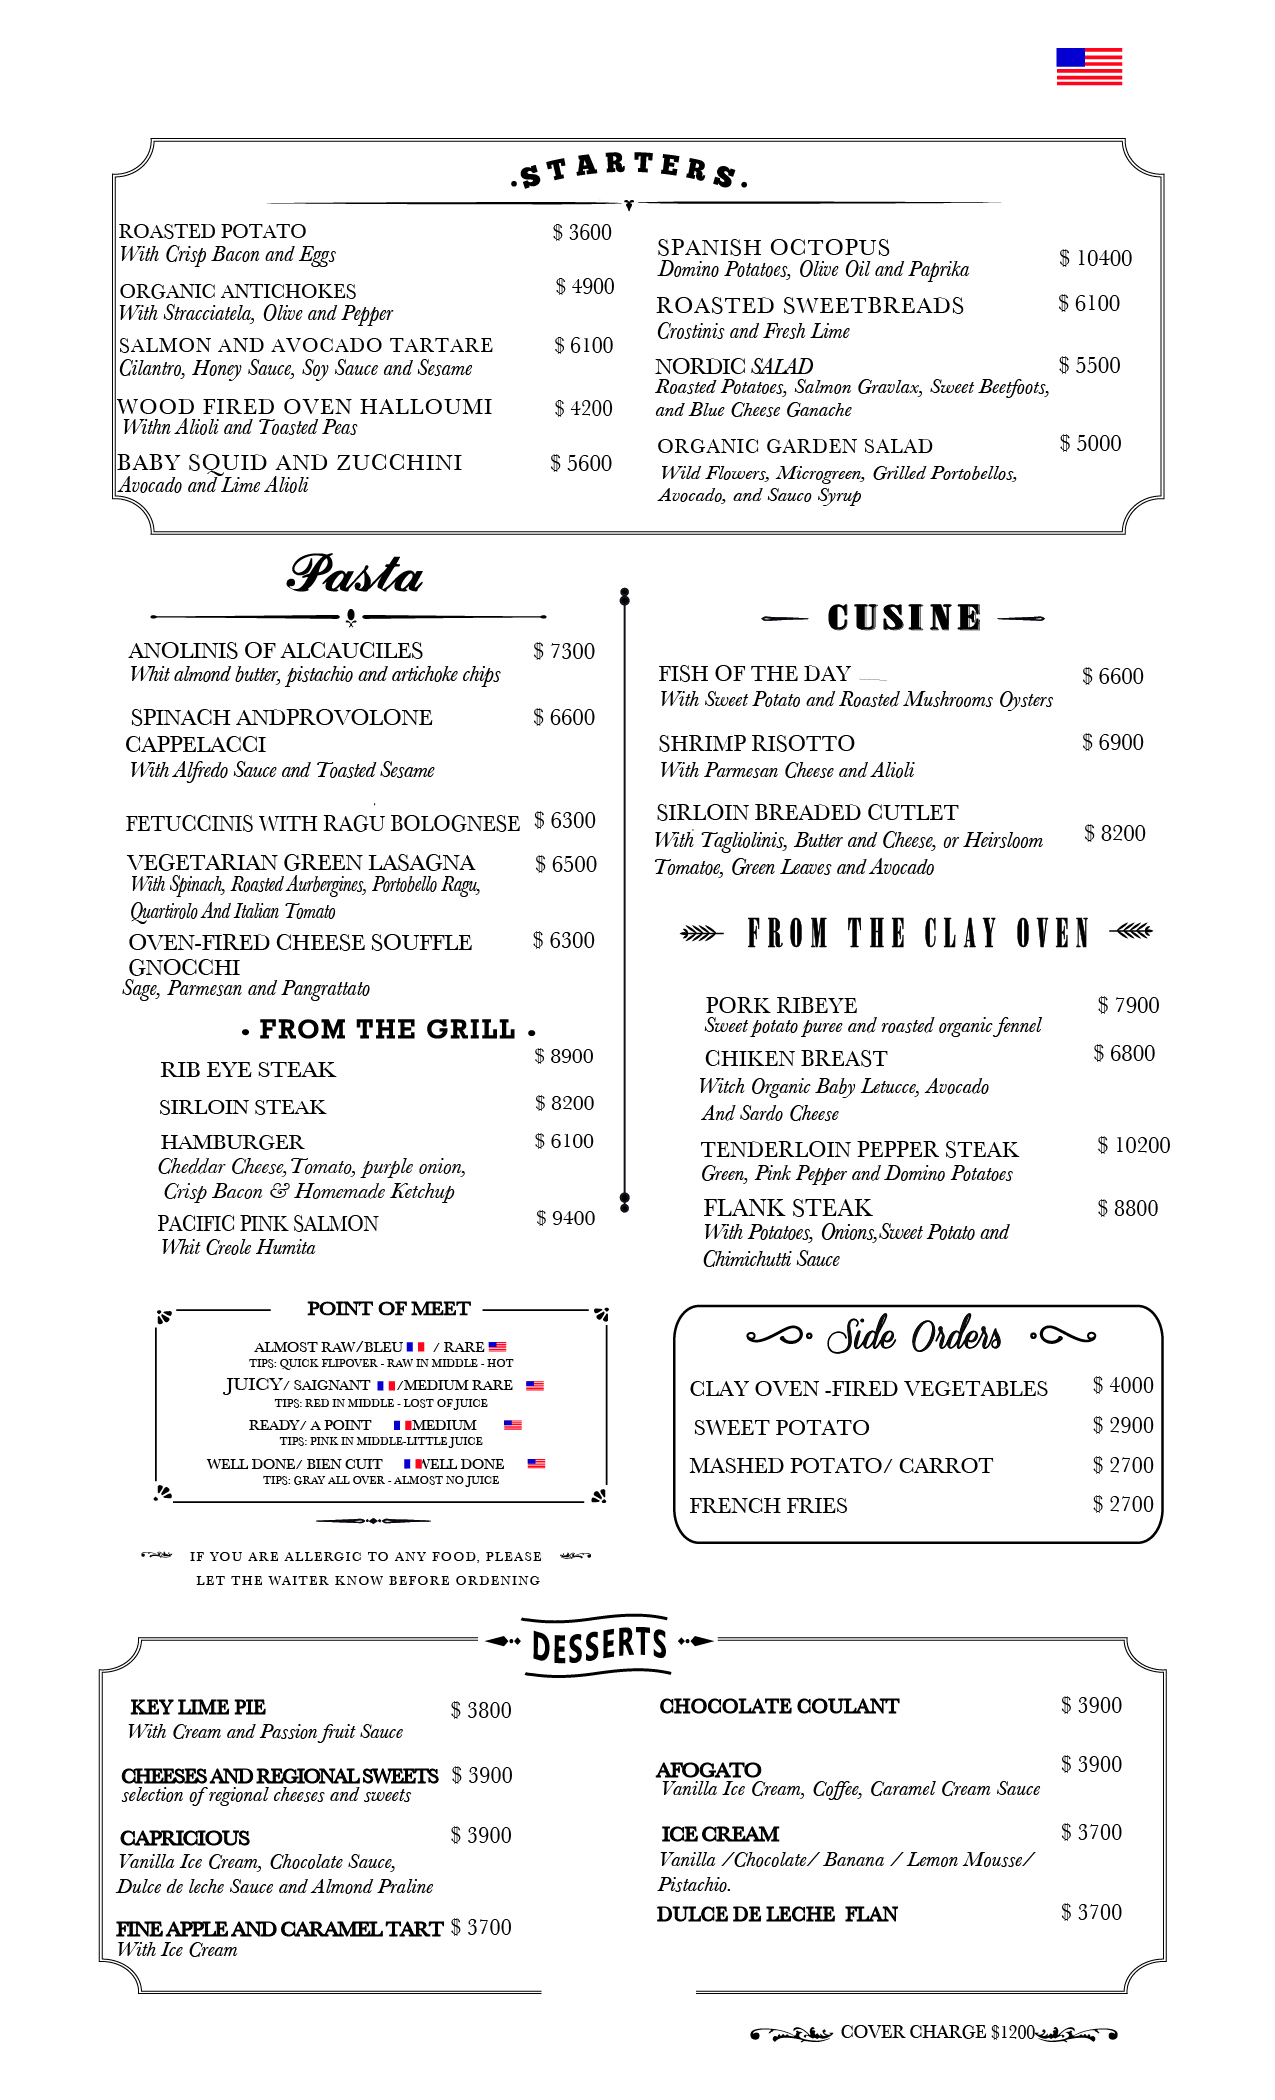 ·STARTERS·
ROASTED POTATO $ 3600
With Crisp Bacon and Eggs
ORGANIC ANTICHOKES $ 4900
With Stracciatela, Olive and Pepper
SALMON AND AVOCADO TARTARE $ 6100
Cilantro, Honey Sauce, Soy Sauce and Sesame
WOOD FIRED OVEN HALLOUMI $ 4200
Withn Alioli and Toasted Peas
BABY SQUID AND ZUCCHINI $ 5600
Avocado and Lime Alioli
SPANISH OCTOPUS $ 10400
Domino Potatoes, Olive Oil and Paprika
ROASTED SWEETBREADS $ 6100
Crostinis and Fresh Lime
NORDIC SALAD $ 5500
Roasted Potatoes, Salmon Gravlax, Sweet Beetfoots,
and Blue Cheese Ganache
ORGANIC GARDEN SALAD $ 5000
Wild Flowers, Microgreen, Grilled Portobellos,
Avocado, and Sauco Syrup
Pasta
ANOLINIS OF ALCAUCILES $ 7300
Whit almond butter, pistachio and artichoke chips
SPINACH ANDPROVOLONE $ 6600
CAPPELACCI
With Alfredo Sauce and Toasted Sesame
FETUCCINIS WITH RAGU BOLOGNESE $ 6300
VEGETARIAN GREEN LASAGNA $ 6500
With Spinach, Roasted Aurbergines, Portobello Ragu,
Quartirolo And Italian Tomato
OVEN-FIRED CHEESE SOUFFLE $ 6300
GNOCCHI
Sage, Parmesan and Pangrattato
· FROM THE GRILL ·
RIB EYE STEAK $ 8900
SIRLOIN STEAK $ 8200
HAMBURGER $ 6100
Cheddar Cheese, Tomato, purple onion,
Crisp Bacon & Homemade Ketchup
PACIFIC PINK SALMON $ 9400
Whit Creole Humita
CUSINE
FISH OF THE DAY $ 6600
With Sweet Potato and Roasted Mushrooms Oysters
SHRIMP RISOTTO $ 6900
With Parmesan Cheese and Alioli
SIRLOIN BREADED CUTLET
With Tagliolinis, Butter and Cheese, or Heirsloom $ 8200
Tomatoe, Green Leaves and Avocado
FROM THE CLAY OVEN
PORK RIBEYE $ 7900
Sweet potato puree and roasted organic fennel
CHIKEN BREAST $ 6800
Witch Organic Baby Letucce, Avocado
And Sardo Cheese
TENDERLOIN PEPPER STEAK $ 10200
Green, Pink Pepper and Domino Potatoes
FLANK STEAK $ 8800
With Potatoes, Onions,Sweet Potato and
Chimichutti Sauce
POINT OF MEET
ALMOST RAW/BLEU / RARE
TIPS: QUICK FLIPOVER - RAW IN MIDDLE - HOT
JUICY/ SAIGNANT /MEDIUM RARE
TIPS: RED IN MIDDLE - LOST OF JUICE
READY/ A POINT MEDIUM
TIPS: PINK IN MIDDLE-LITTLE JUICE
WELL DONE/ BIEN CUIT WELL DONE
TIPS: GRAY ALL OVER - ALMOST NO JUICE
IF YOU ARE ALLERGIC TO ANY FOOD, PLEASE
LET THE WAITER KNOW BEFORE ORDENING
Side Orders
CLAY OVEN -FIRED VEGETABLES $ 4000
SWEET POTATO $ 2900
MASHED POTATO/ CARROT $ 2700
FRENCH FRIES $ 2700
DESSERTS
KEY LIME PIE $ 3800
With Cream and Passion fruit Sauce
CHEESES AND REGIONAL SWEETS $ 3900
selection of regional cheeses and sweets
CAPRICIOUS $ 3900
Vanilla Ice Cream, Chocolate Sauce,
Dulce de leche Sauce and Almond Praline
FINE APPLE AND CARAMEL TART $ 3700
With Ice Cream
CHOCOLATE COULANT $ 3900
AFOGATO $ 3900
Vanilla Ice Cream, Coffee, Caramel Cream Sauce
ICE CREAM $ 3700
Vanilla /Chocolate/ Banana / Lemon Mousse/
Pistachio.
DULCE DE LECHE FLAN $ 3700
COVER CHARGE $1200